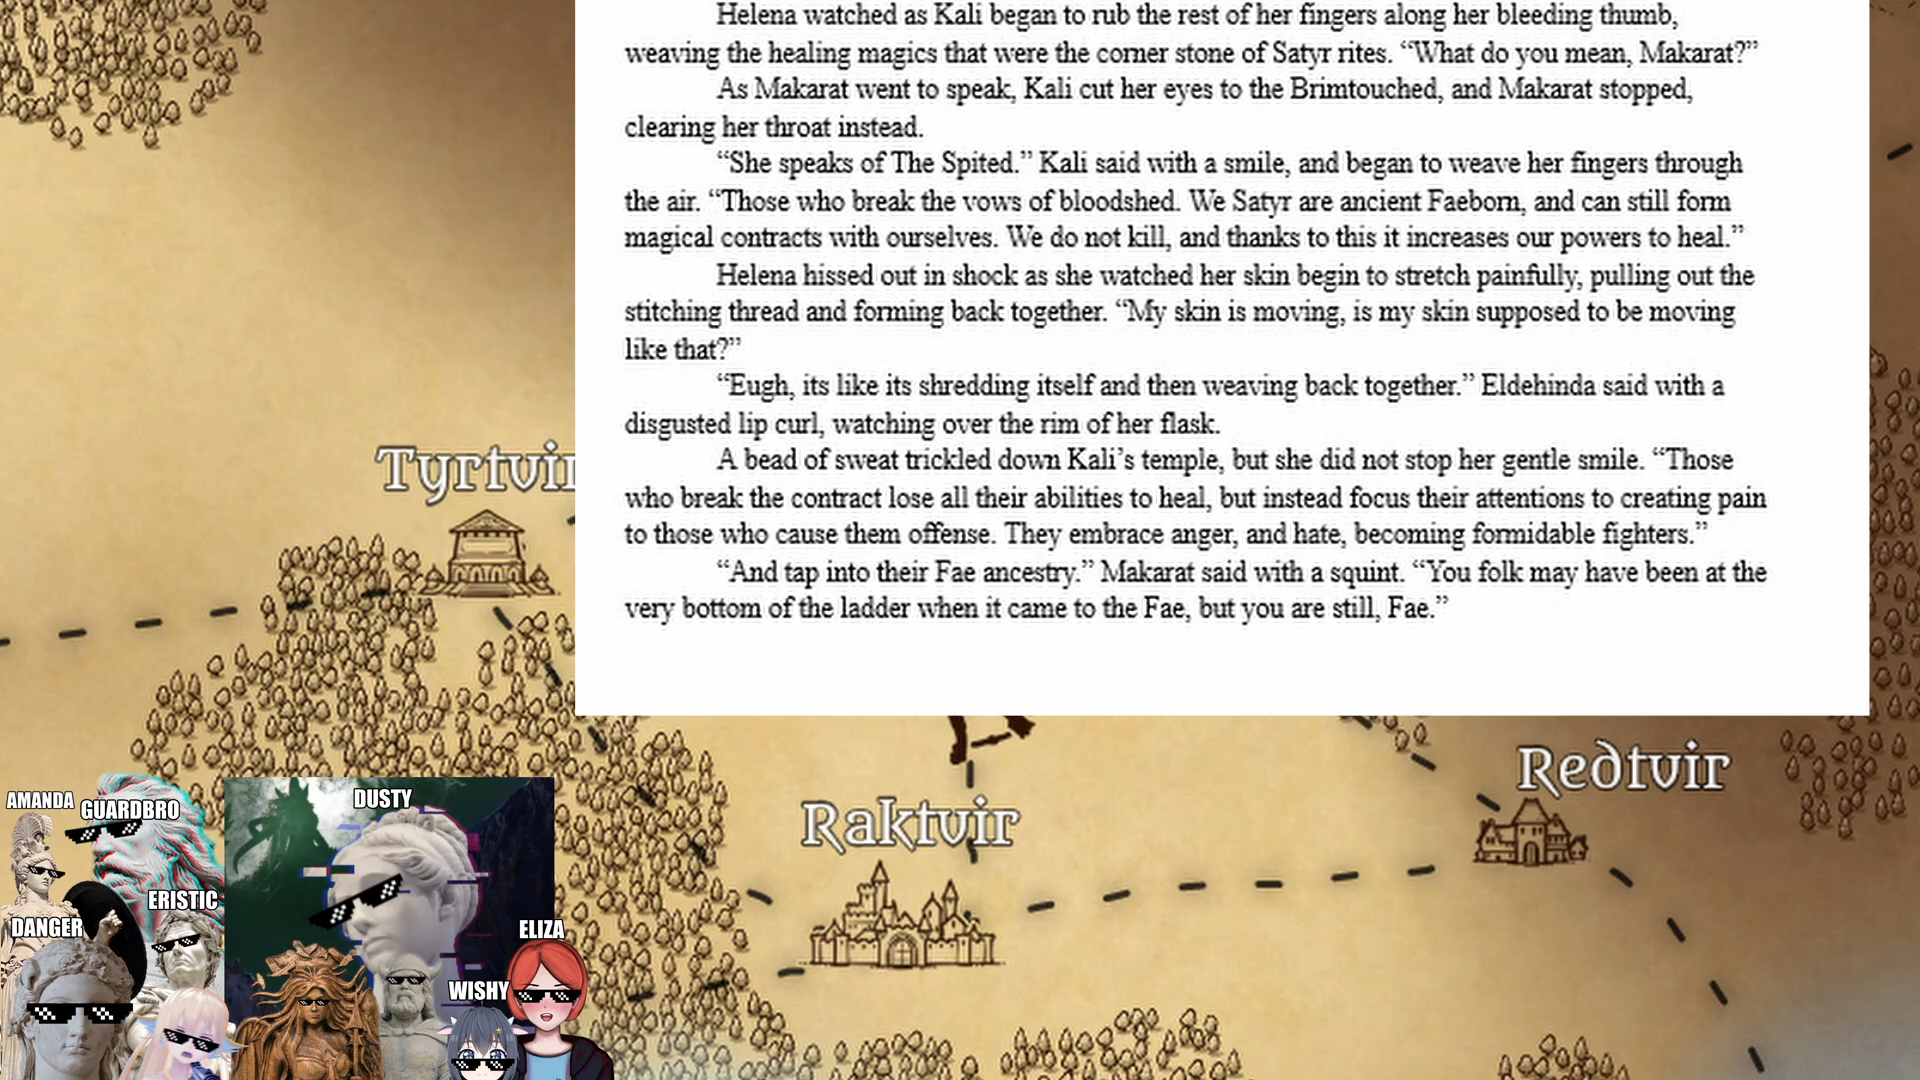 Helena watched as Kali began to rub the rest of her fingers along her bleeding thumb,
weaving the healing magics that were the corner stone of Satyr rites. “What do you mean, Makarat?”
As Makarat went to speak, Kali cut her eyes to the Brimtouched, and Makarat stopped,
clearing her throat instead.
“She speaks of The Spited.” Kali said with a smile, and began to weave her fingers through
the air. “Those who break the vows of bloodshed. We Satyr are ancient Faeborn, and can still form
magical contracts with ourselves. We do not kill, and thanks to this it increases our powers to heal.”
Helena hissed out in shock as she watched her skin begin to stretch painfully, pulling out the
stitching thread and forming back together. “My skin is moving, is my skin supposed to be moving
like that?”
“Eugh, its like its shredding itself and then weaving back together.” Eldehinda said with a
disgusted lip curl, watching over the rim of her flask.
A bead of sweat trickled down Kali’s temple, but she did not stop her gentle smile. “Those
who break the contract lose all their abilities to heal, but instead focus their attentions to creating pain
to those who cause them offense. They embrace anger, and hate, becoming formidable fighters.”
“And tap into their Fae ancestry.” Makarat said with a squint. “You folk may have been at the
very bottom of the ladder when it came to the Fae, but you are still, Fae.”
Tyrtvir
Redtvir
Raktvir
AMANDA
GUARDBRO
DUSTY
ERISTIC
DANGER
ELIZA
WISHY